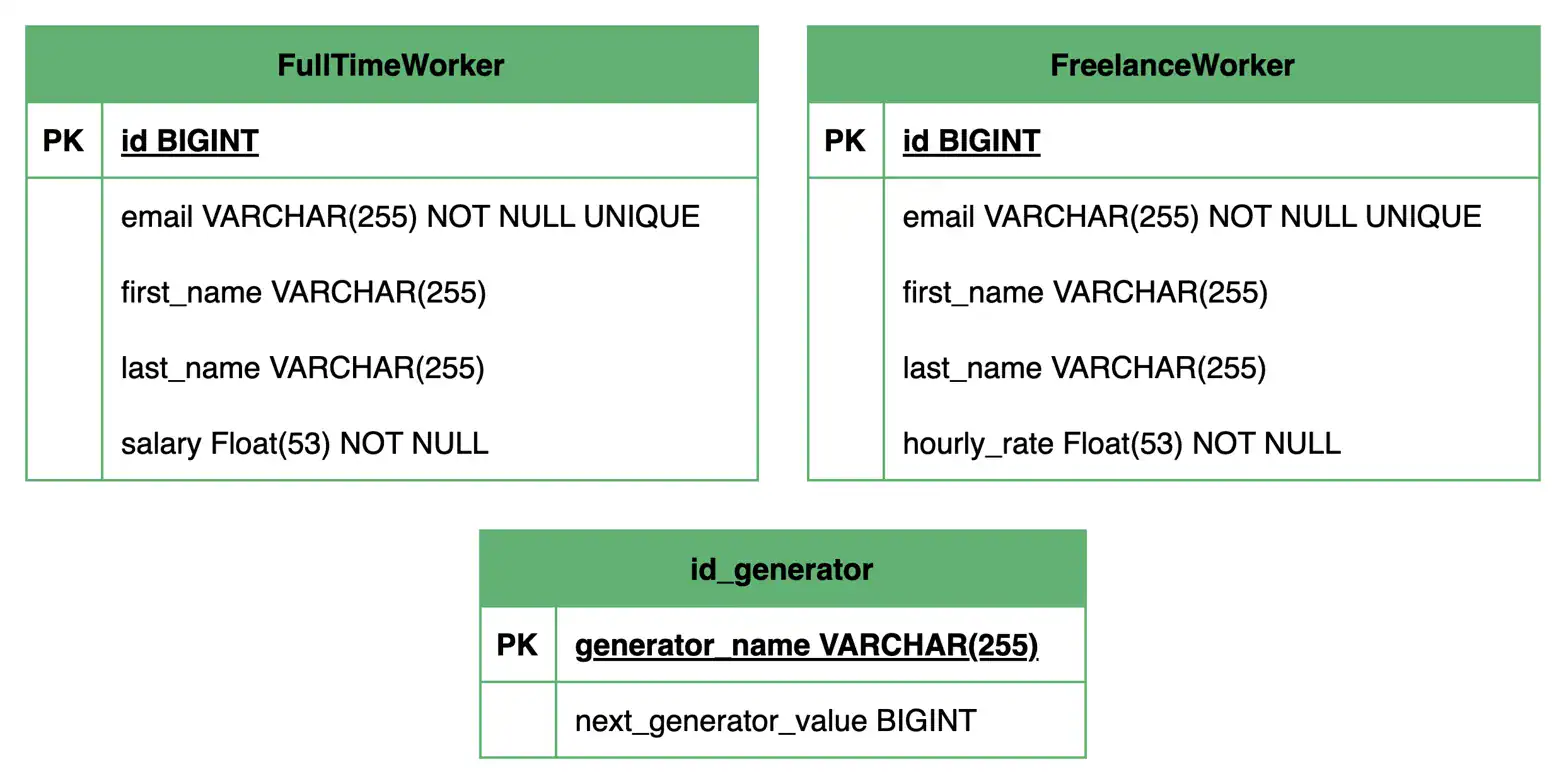 FullTimeWorker
PK id BIGINT
email VARCHAR(255) NOT NULL UNIQUE
first_name VARCHAR(255)
last_name VARCHAR(255)
salary Float(53) NOT NULL
FreelanceWorker
PK id BIGINT
email VARCHAR(255) NOT NULL UNIQUE
first_name VARCHAR(255)
last_name VARCHAR(255)
hourly_rate Float(53) NOT NULL
id_generator
PK generator_name VARCHAR(255)
next_generator_value BIGINT